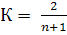 К = 2/(n+1)